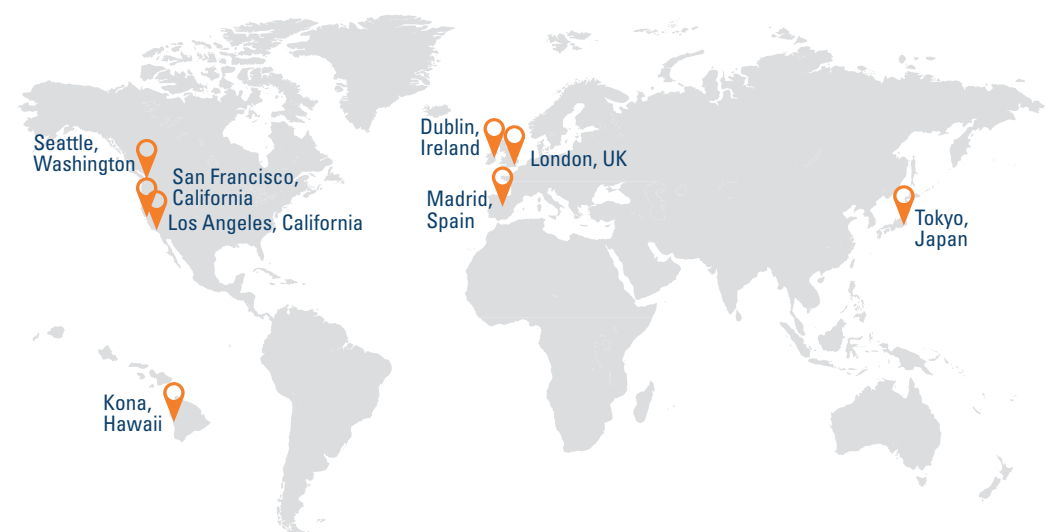 Seattle,
Washington
San Francisco,
California
Los Angeles, California
Dublin,
Ireland
London, UK
Madrid,
Spain
Tokyo,
Japan
Kona,
Hawaii